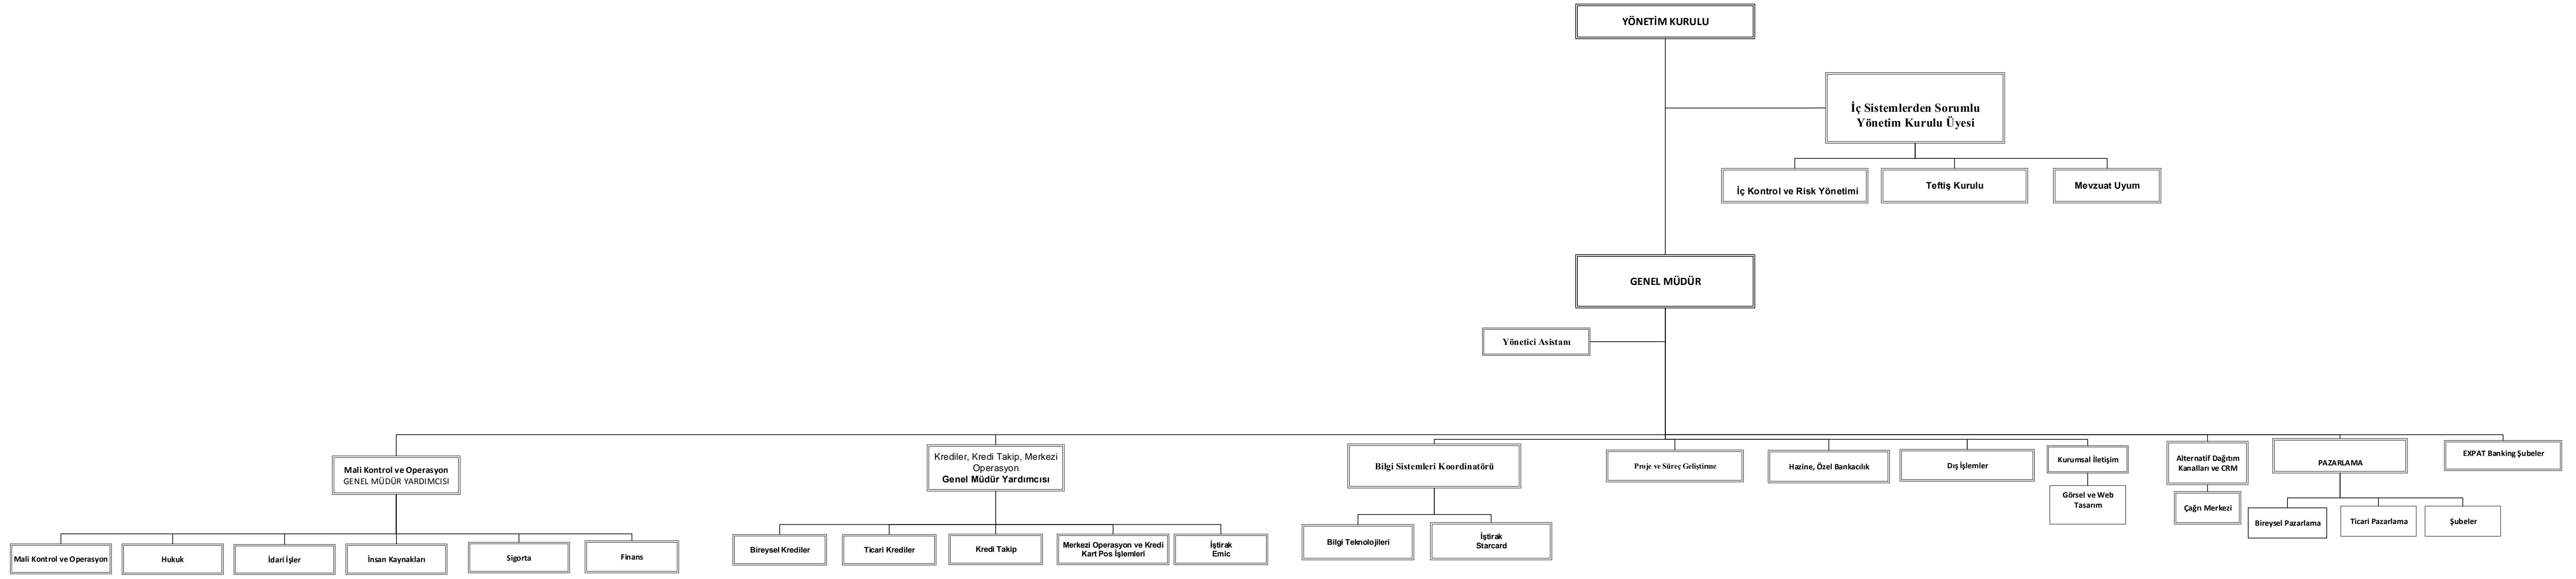 YÖNETİM KURULU
İç Sistemlerden Sorumlu
Yönetim Kurulu Üyesi
İç Kontrol ve Risk Yönetimi
Teftiş Kurulu
Mevzuat Uyum
GENEL MÜDÜR
Yönetici Asistanı
Mali Kontrol ve Operasyon
GENEL MÜDÜR YARDIMCISI
Krediler, Kredi Takip, Merkezi
Operasyon
Genel Müdür Yardımcısı
Bilgi Sistemleri Koordinatörü
Proje ve Süreç Geliştirme
Hazine, Özel Bankacılık
Dış İşlemler
Kurumsal İletişim
Alternatif Dağıtım
Kanalları ve CRM
PAZARLAMA
EXPAT Banking Şubeler
Mali Kontrol ve Operasyon
Hukuk
İdari İşler
İnsan Kaynakları
Sigorta
Finans
Bireysel Krediler
Ticari Krediler
Kredi Takip
Merkezi Operasyon ve Kredi
Kart Pos İşlemleri
İştirak
Emic
Bilgi Teknolojileri
İştirak
Starcard
Görsel ve Web
Tasarım
Çağrı Merkezi
Bireysel Pazarlama
Ticari Pazarlama
Şubeler